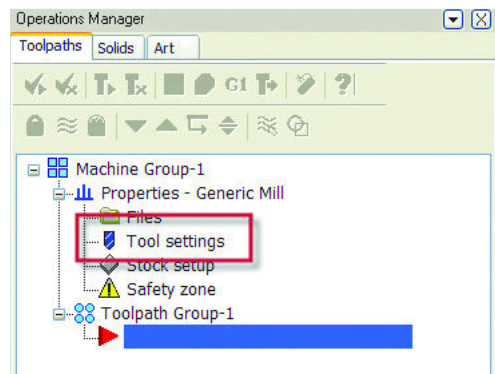 Operations Manager
Toolpaths Solids Art
G1
Machine Group-1
Properties - Generic Mill
Files
Tool settings
Stock setup
Safety zone
Toolpath Group-1